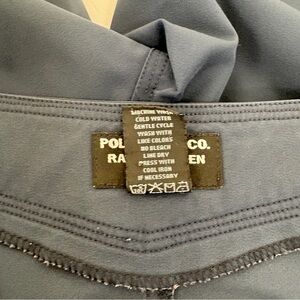 MACHINE WASH
COLD WATER
GENTLE CYCLE
WASH WITH
LIKE COLORS
NO BLEACH
LINE DRY
PRESS WITH
COOL IRON
IF NECESSARY
POL CO.
RA EN